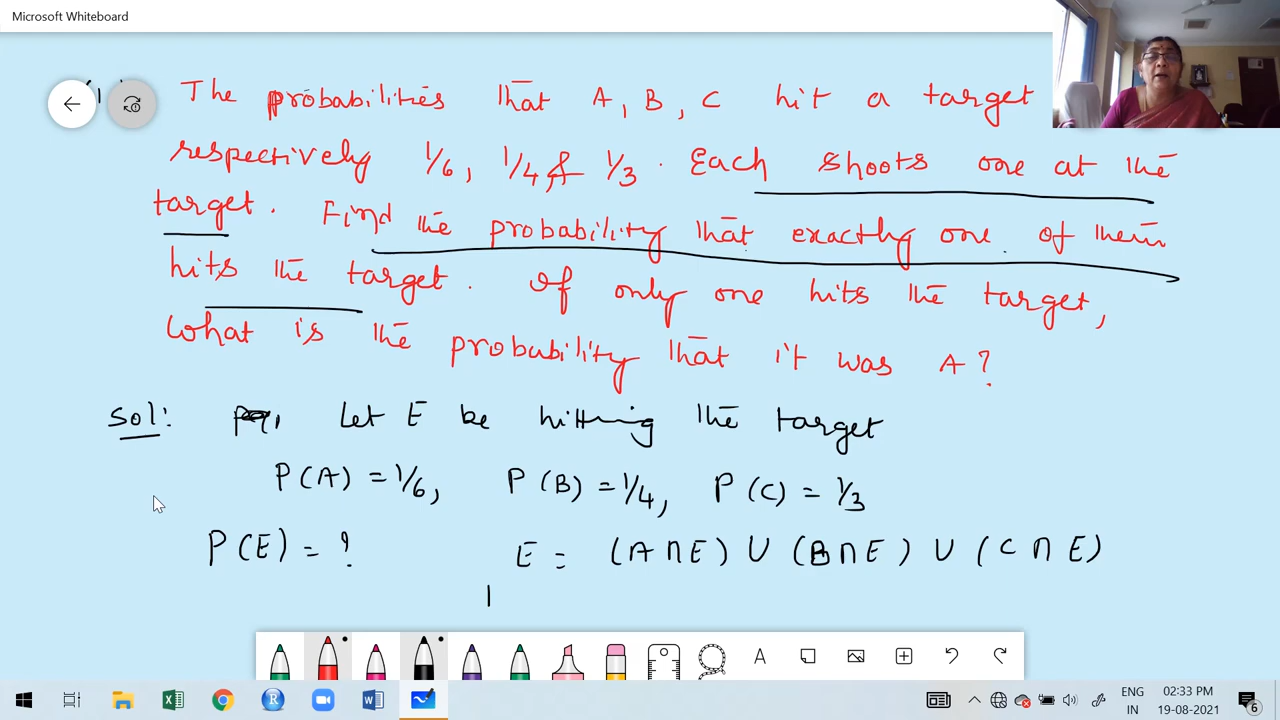 Microsoft Whiteboard
The probabilities that A, B, C hit a target
respectively 1/6, 1/4, & 1/3. Each shoots one at the
target. Find the probability that exactly one of them
hits the target. If only one hits the target,
what is the probability that it was A?
Sol: Let E be hitting the target
P(A) = 1/6, P(B) = 1/4, P(C) = 1/3
P(E) = ? E = (A ∩ E) ∪ (B ∩ E) ∪ (C ∩ E)
ENG 02:33 PM
IN 19-08-2021
6